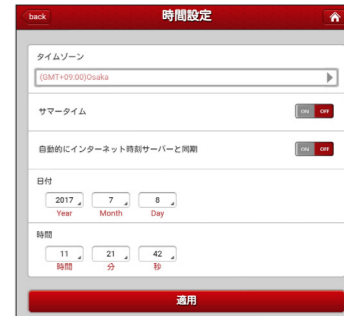 back
時間設定
タイムゾーン
(GMT+09:00)Osaka
サマータイム
ON OFF
自動的にインターネット時刻サーバーと同期
ON OFF
日付
2017 7 8
Year Month Day
時間
11 21 42
時間 分 秒
適用